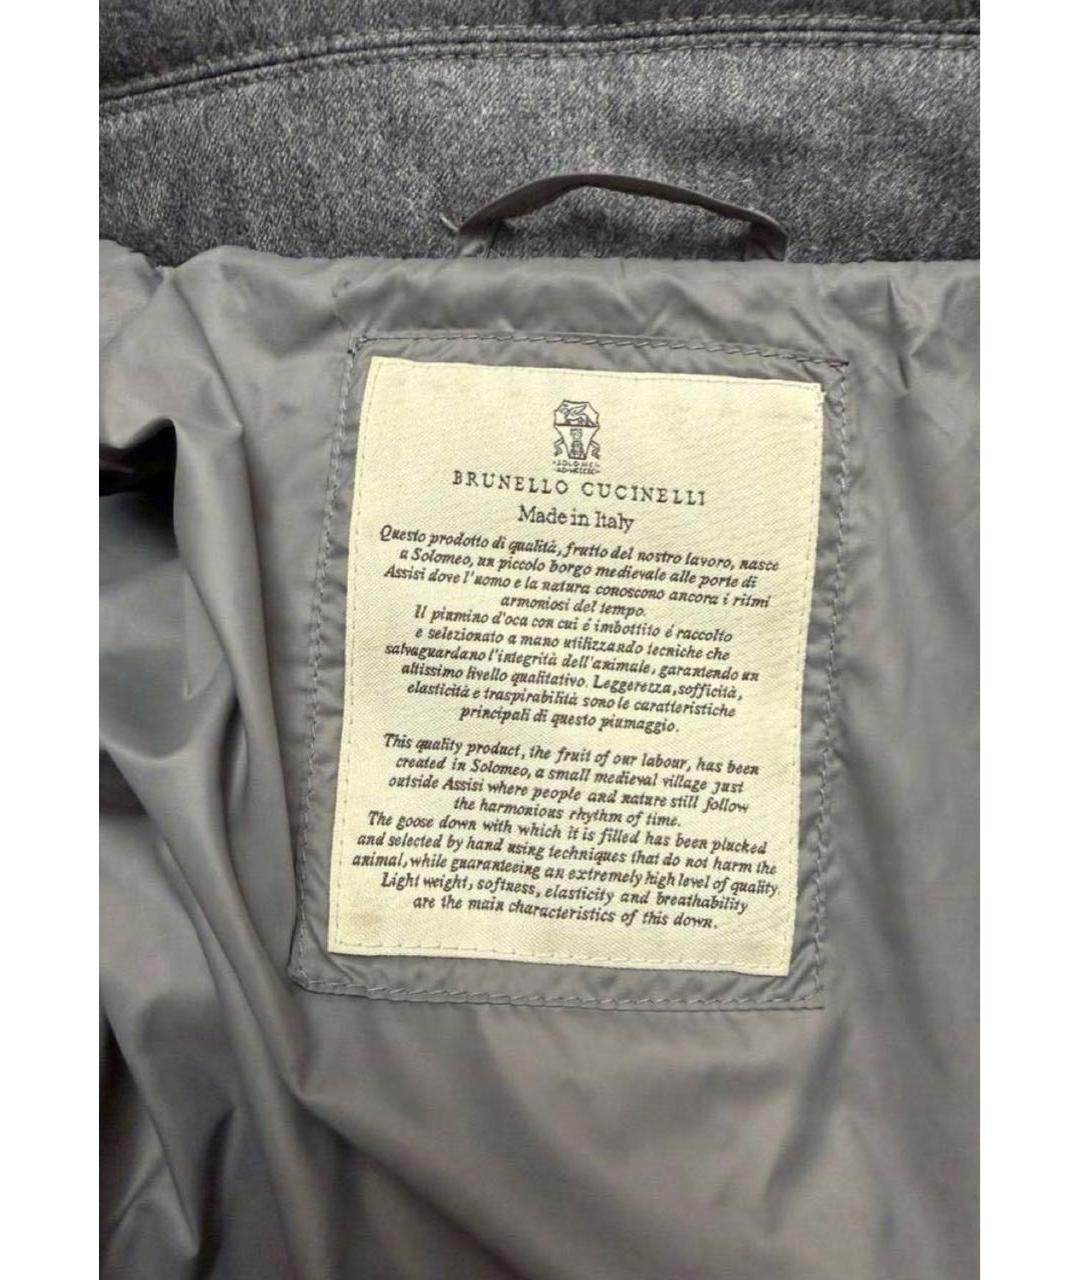 SOLOMEO
BRUNELLO CUCINELLI
Made in Italy
Questo prodotto di qualità, frutto del nostro lavoro, nasce
a Solomeo, un piccolo borgo medievale alle porte di
Assisi dove l'uomo e la natura conoscono ancora i ritmi
armoniosi del tempo.
Il piumino d'oca con cui é imbottito é raccolto
e selezionato a mano utilizzando tecniche che
salvaguardano l'integrità dell'animale, garantendo un
altissimo livello qualitativo. Leggerezza, sofficità,
elasticità e traspirabilità sono le caratteristiche
principali di questo piumaggio.
This quality product, the fruit of our labour, has been
created in Solomeo, a small medieval village just
outside Assisi where people and nature still follow
the harmonious rhythm of time.
The goose down with which it is filled has been plucked
and selected by hand using techniques that do not harm the
animal, while guaranteeing an extremely high level of quality.
Light weight, softness, elasticity and breathability
are the main characteristics of this down.